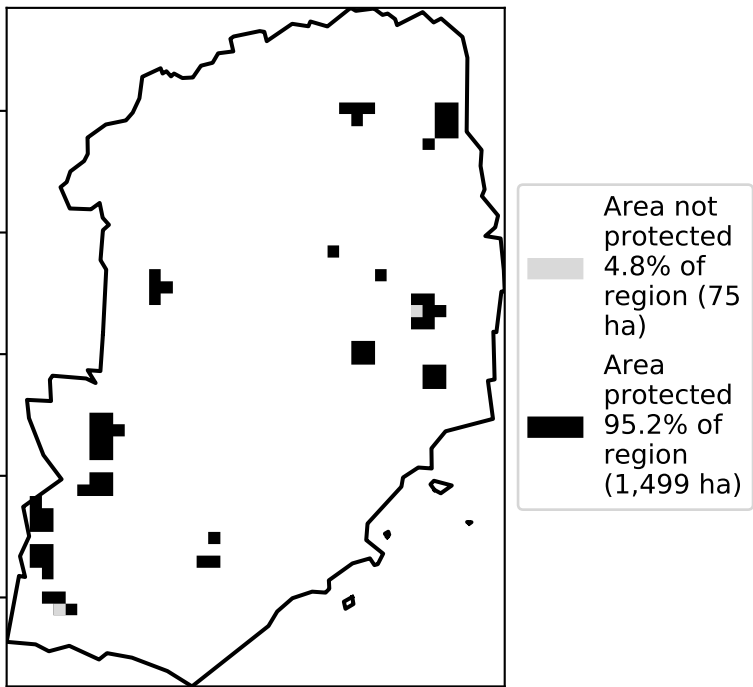 Area not
protected
4.8% of
region (75
ha)
Area
protected
95.2% of
region
(1,499 ha)